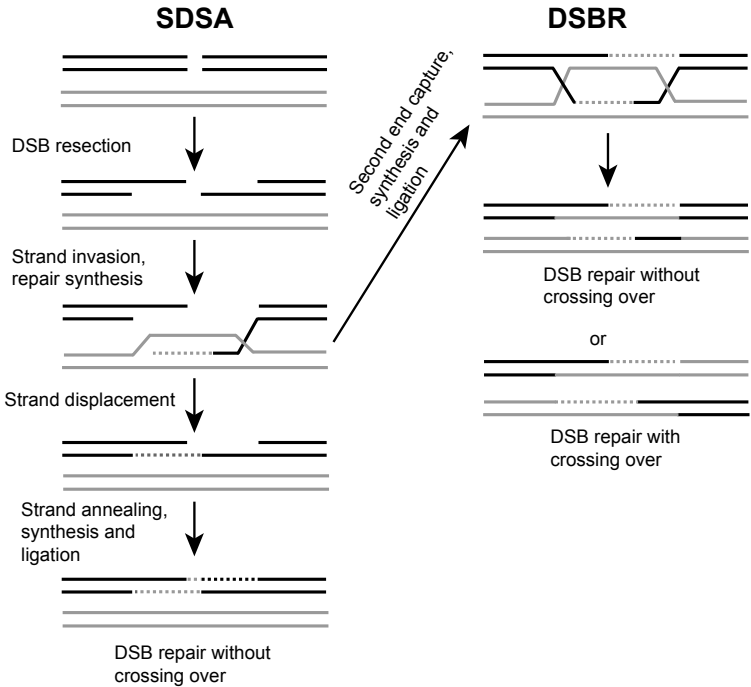 SDSA
DSB resection
Strand invasion,
repair synthesis
Strand displacement
Strand annealing,
synthesis and
ligation
DSB repair without
crossing over
Second end capture,
synthesis and
ligation
DSBR
DSB repair without
crossing over
or
DSB repair with
crossing over